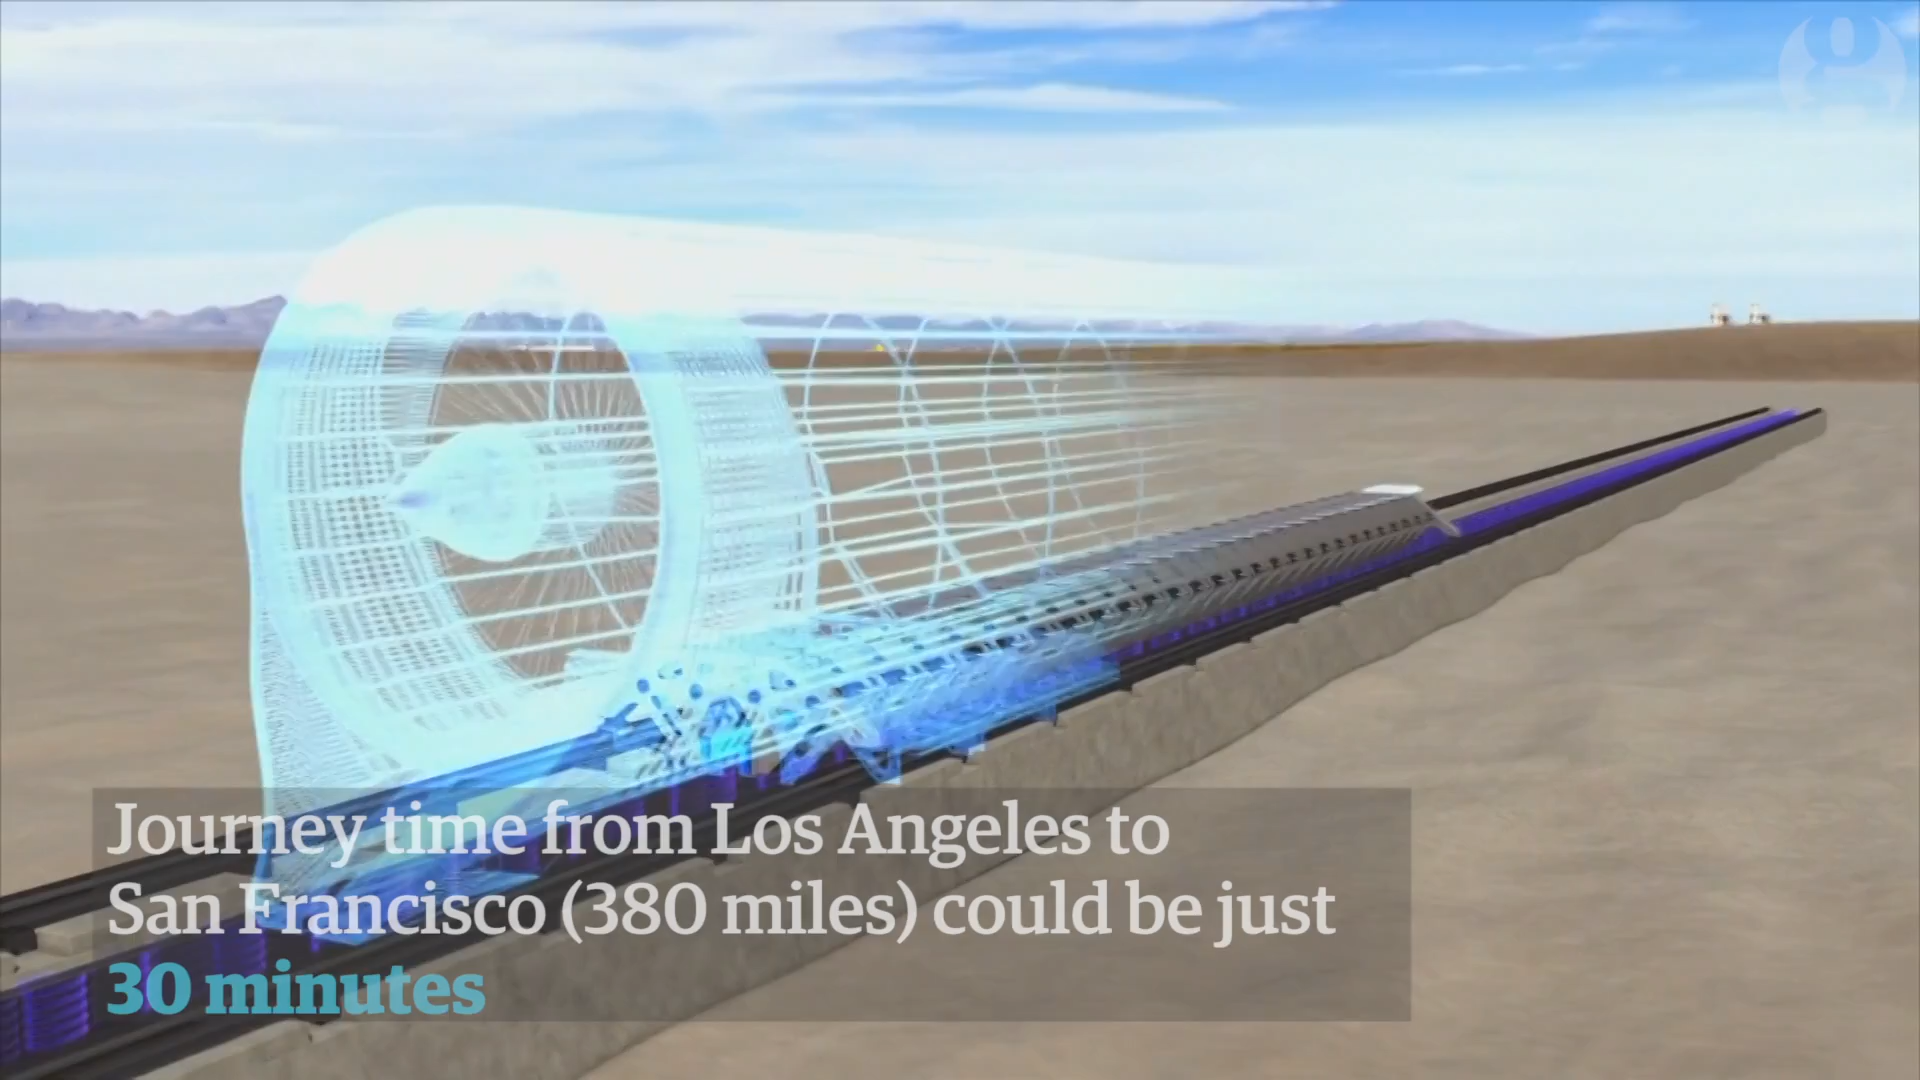 Journey time from Los Angeles to
San Francisco (380 miles) could be just
30 minutes